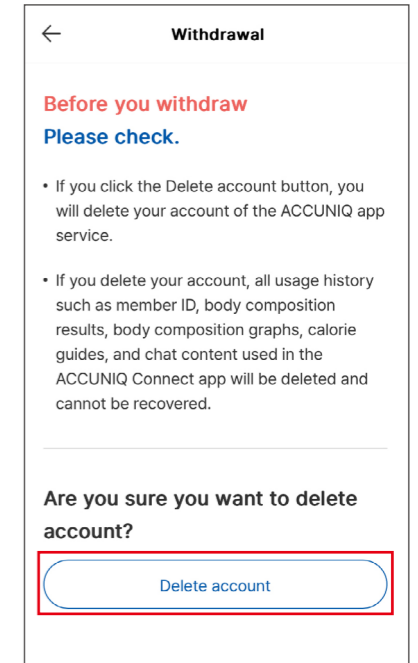 Withdrawal
Before you withdraw
Please check.
• If you click the Delete account button, you
will delete your account of the ACCUNIQ app
service.
• If you delete your account, all usage history
such as member ID, body composition
results, body composition graphs, calorie
guides, and chat content used in the
ACCUNIQ Connect app will be deleted and
cannot be recovered.
Are you sure you want to delete
account?
Delete account